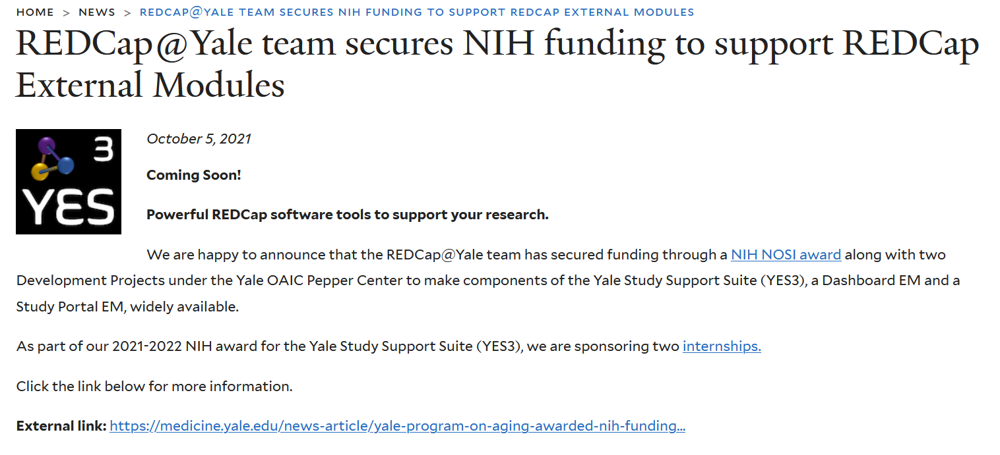 HOME > NEWS > REDCAP@YALE TEAM SECURES NIH FUNDING TO SUPPORT REDCAP EXTERNAL MODULES
REDCap@Yale team secures NIH funding to support REDCap
External Modules
3
YES
October 5, 2021
Coming Soon!
Powerful REDCap software tools to support your research.
We are happy to announce that the REDCap@Yale team has secured funding through a NIH NOSI award along with two
Development Projects under the Yale OAIC Pepper Center to make components of the Yale Study Support Suite (YES3), a Dashboard EM and a
Study Portal EM, widely available.
As part of our 2021-2022 NIH award for the Yale Study Support Suite (YES3), we are sponsoring two internships.
Click the link below for more information.
External link: https://medicine.yale.edu/news-article/yale-program-on-aging-awarded-nih-funding...